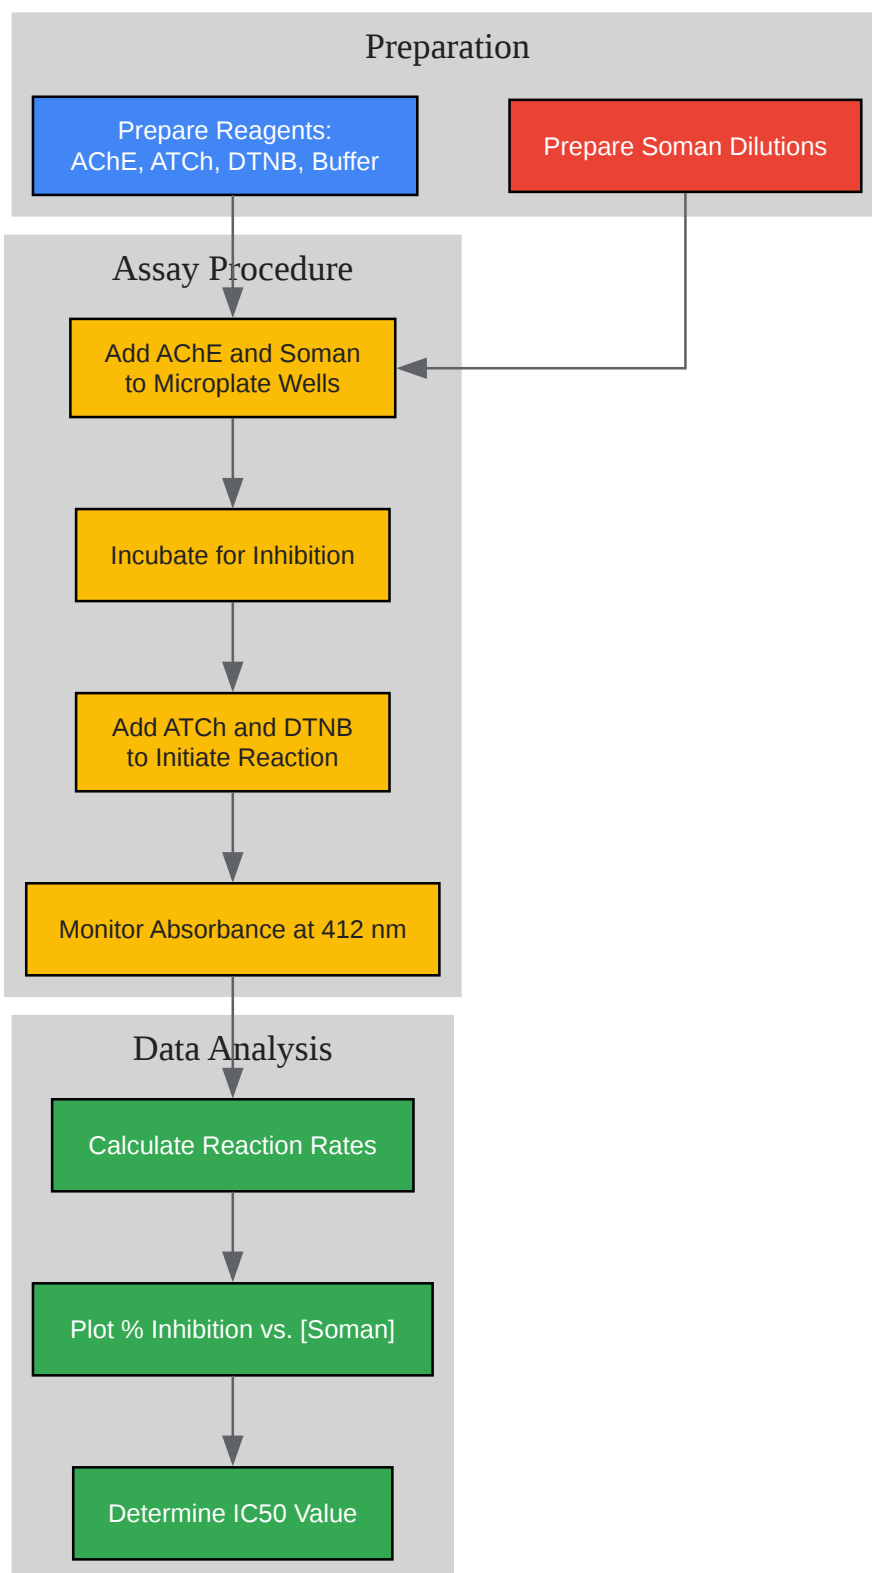 Preparation
Prepare Reagents:
AChE, ATCh, DTNB, Buffer
Prepare Soman Dilutions
Assay Procedure
Add AChE and Soman
to Microplate Wells
Incubate for Inhibition
Add ATCh and DTNB
to Initiate Reaction
Monitor Absorbance at 412 nm
Data Analysis
Calculate Reaction Rates
Plot % Inhibition vs. [Soman]
Determine IC50 Value